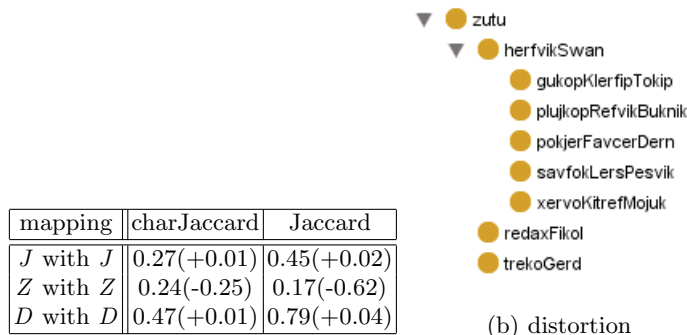 zutu
herfvikSwan
gukopKlerfipTokip
plujkopRefvikBuknik
pokjerFavcerDern
savfokLersPesvik
xervoKitrefMojuk
redaxFikol
trekoGerd
(b) distortion
mapping charJaccard Jaccard
J with J 0.27(+0.01) 0.45(+0.02)
Z with Z 0.24(-0.25) 0.17(-0.62)
D with D 0.47(+0.01) 0.79(+0.04)